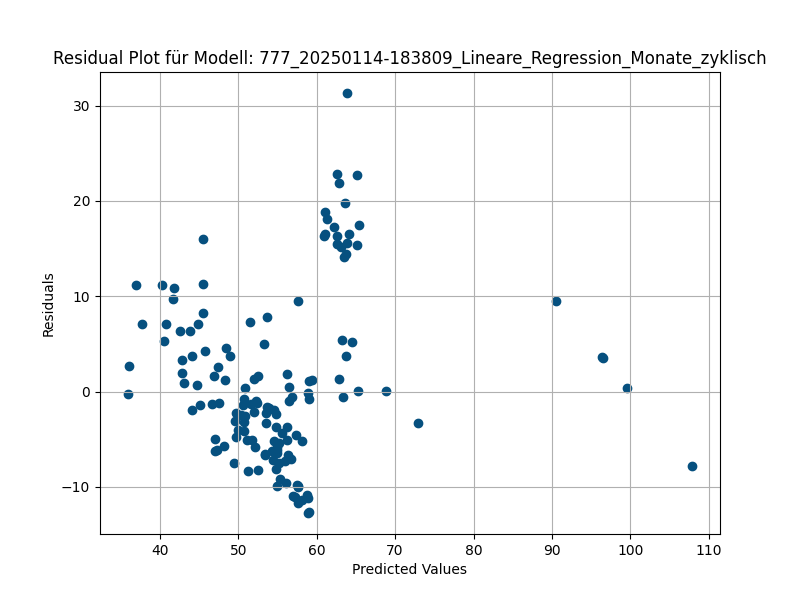 Residual Plot für Modell: 777_20250114-183809_Lineare_Regression_Monate_zyklisch
30
20
10
0
−10
Residuals
40 50 60 70 80 90 100 110
Predicted Values